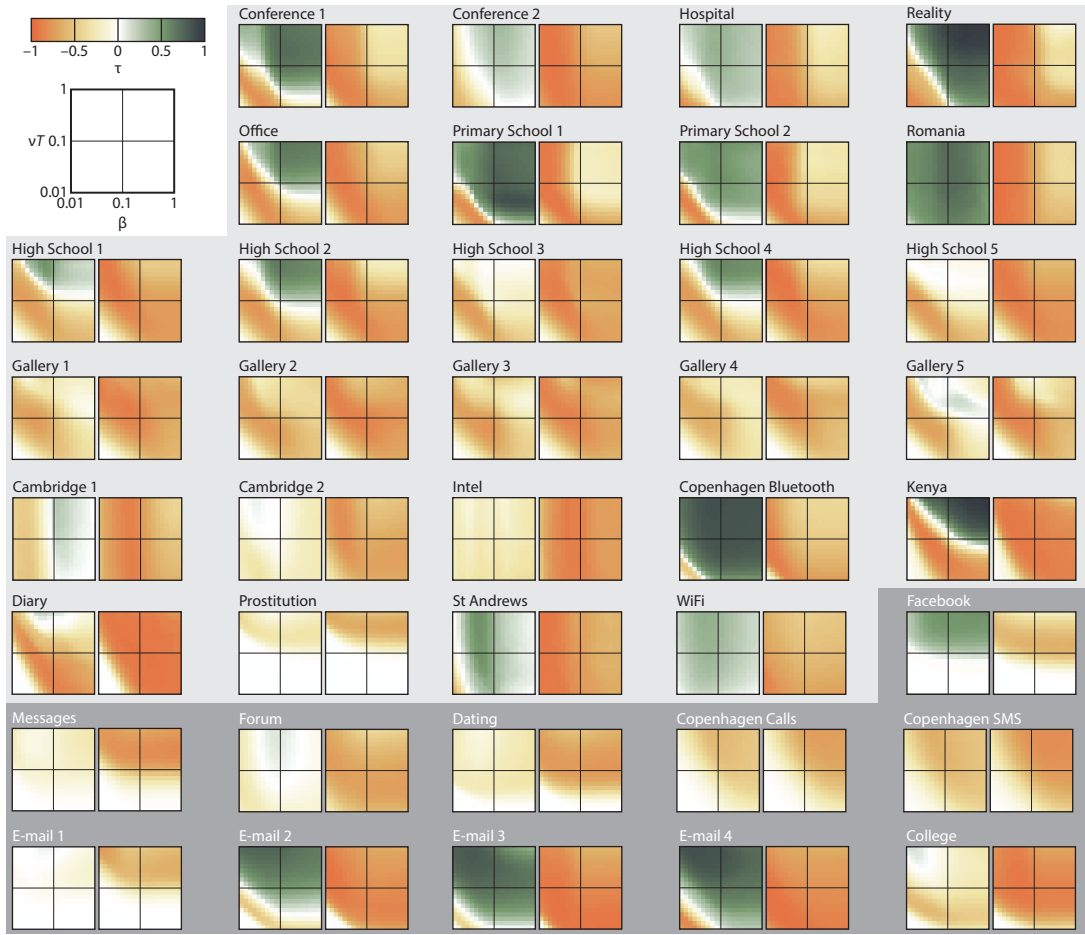 Conference 1 Conference 2 Hospital Reality
−1 −0.5 0 0.5 1
τ
1
νT 0.1
0.01
0.01 0.1 1
β
Office Primary School 1 Primary School 2 Romania
High School 1 High School 2 High School 3 High School 4 High School 5
Gallery 1 Gallery 2 Gallery 3 Gallery 4 Gallery 5
Cambridge 1 Cambridge 2 Intel Copenhagen Bluetooth Kenya
Diary Prostitution St Andrews WiFi Facebook
Messages Forum Dating Copenhagen Calls Copenhagen SMS
E-mail 1 E-mail 2 E-mail 3 E-mail 4 College